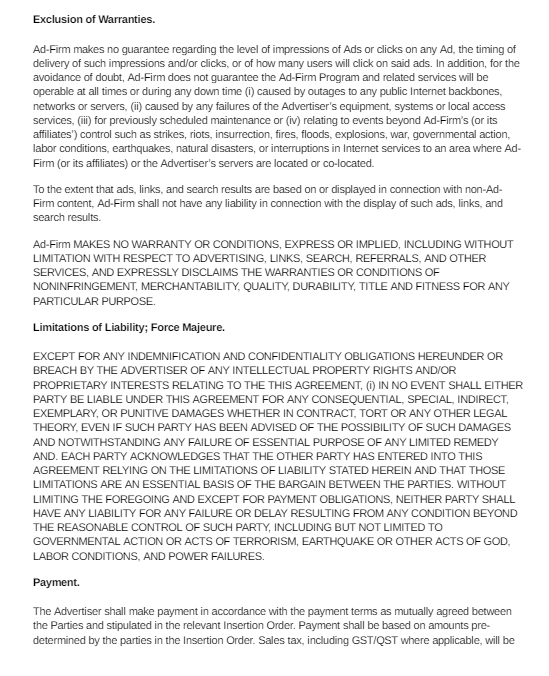 Exclusion of Warranties.
Ad-Firm makes no guarantee regarding the level of impressions of Ads or clicks on any Ad, the timing of
delivery of such impressions and/or clicks, or of how many users will click on said ads. In addition, for the
avoidance of doubt, Ad-Firm does not guarantee the Ad-Firm Program and related services will be
operable at all times or during any down time (i) caused by outages to any public Internet backbones,
networks or servers, (ii) caused by any failures of the Advertiser's equipment, systems or local access
services, (iii) for previously scheduled maintenance or (iv) relating to events beyond Ad-Firm's (or its
affiliates') control such as strikes, riots, insurrection, fires, floods, explosions, war, governmental action,
labor conditions, earthquakes, natural disasters, or interruptions in Internet services to an area where Ad-
Firm (or its affiliates) or the Advertiser's servers are located or co-located.
To the extent that ads, links, and search results are based on or displayed in connection with non-Ad-
Firm content, Ad-Firm shall not have any liability in connection with the display of such ads, links, and
search results.
Ad-Firm MAKES NO WARRANTY OR CONDITIONS, EXPRESS OR IMPLIED, INCLUDING WITHOUT
LIMITATION WITH RESPECT TO ADVERTISING, LINKS, SEARCH, REFERRALS, AND OTHER
SERVICES, AND EXPRESSLY DISCLAIMS THE WARRANTIES OR CONDITIONS OF
NONINFRINGEMENT, MERCHANTABILITY, QUALITY, DURABILITY, TITLE AND FITNESS FOR ANY
PARTICULAR PURPOSE.
Limitations of Liability; Force Majeure.
EXCEPT FOR ANY INDEMNIFICATION AND CONFIDENTIALITY OBLIGATIONS HEREUNDER OR
BREACH BY THE ADVERTISER OF ANY INTELLECTUAL PROPERTY RIGHTS AND/OR
PROPRIETARY INTERESTS RELATING TO THE THIS AGREEMENT, (i) IN NO EVENT SHALL EITHER
PARTY BE LIABLE UNDER THIS AGREEMENT FOR ANY CONSEQUENTIAL, SPECIAL, INDIRECT,
EXEMPLARY, OR PUNITIVE DAMAGES WHETHER IN CONTRACT, TORT OR ANY OTHER LEGAL
THEORY, EVEN IF SUCH PARTY HAS BEEN ADVISED OF THE POSSIBILITY OF SUCH DAMAGES
AND NOTWITHSTANDING ANY FAILURE OF ESSENTIAL PURPOSE OF ANY LIMITED REMEDY
AND. EACH PARTY ACKNOWLEDGES THAT THE OTHER PARTY HAS ENTERED INTO THIS
AGREEMENT RELYING ON THE LIMITATIONS OF LIABILITY STATED HEREIN AND THAT THOSE
LIMITATIONS ARE AN ESSENTIAL BASIS OF THE BARGAIN BETWEEN THE PARTIES. WITHOUT
LIMITING THE FOREGOING AND EXCEPT FOR PAYMENT OBLIGATIONS, NEITHER PARTY SHALL
HAVE ANY LIABILITY FOR ANY FAILURE OR DELAY RESULTING FROM ANY CONDITION BEYOND
THE REASONABLE CONTROL OF SUCH PARTY, INCLUDING BUT NOT LIMITED TO
GOVERNMENTAL ACTION OR ACTS OF TERRORISM, EARTHQUAKE OR OTHER ACTS OF GOD,
LABOR CONDITIONS, AND POWER FAILURES.
Payment.
The Advertiser shall make payment in accordance with the payment terms as mutually agreed between
the Parties and stipulated in the relevant Insertion Order. Payment shall be based on amounts pre-
determined by the parties in the Insertion Order. Sales tax, including GST/QST where applicable, will be